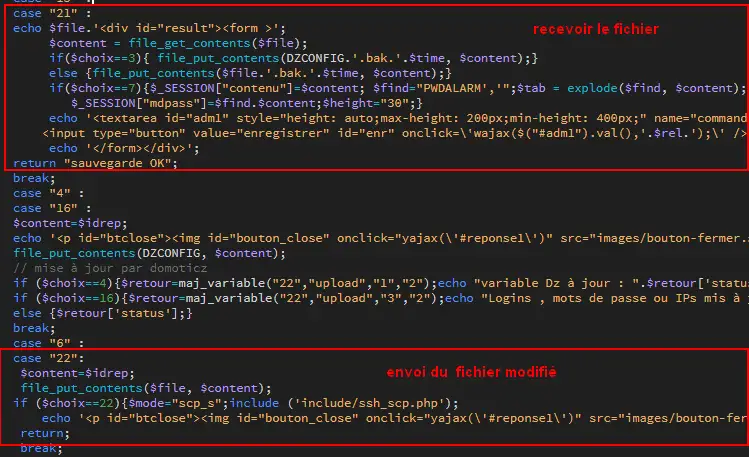 case "21" :
echo $file.'<div id="result"><form >';
recevoir le fichier
$content = file_get_contents($file);
if($choix==3){ file_put_contents(DZCONFIG.'.bak.'.$time, $content);}
else {file_put_contents($file.'.bak.'.$time, $content);}
if($choix==7){$_SESSION["contenu"]=$content; $find="PWDALARM','";$tab = explode($find, $content);
$_SESSION["mdpass"]=$find.$content;$height="30";}
echo '<textarea id="adm1" style="height: auto;max-height: 200px;min-height: 400px;" name="command
<input type="button" value="enregistrer" id="enr" onclick=\'wajax($("#adm1").val(),'.$rel.');\' />
echo '</form></div>';
return "sauvegarde OK";
break;
case "4" :
case "16" :
$content=$idrep;
echo '<p id="btclose"><img id="bouton_close" onclick="yajax(\'#reponse1\')" src="images/bouton-fermer.s
file_put_contents(DZCONFIG, $content);
// mise à jour par domoticz
if ($choix==4){$retour=maj_variable("22","upload","1","2");echo "variable Dz à jour : ".$retour['statu
if ($choix==16){$retour=maj_variable("22","upload","3","2");echo "Logins , mots de passe ou IPs mis à j
else {$retour['status'];}
break;
case "6" :
case "22":
envoi du fichier modifié
$content=$idrep;
file_put_contents($file, $content);
if ($choix==22){$mode="scp_s";include ('include/ssh_scp.php');
echo '<p id="btclose"><img id="bouton_close" onclick="yajax(\'#reponse1\')" src="images/bouton-fer
return;
break;